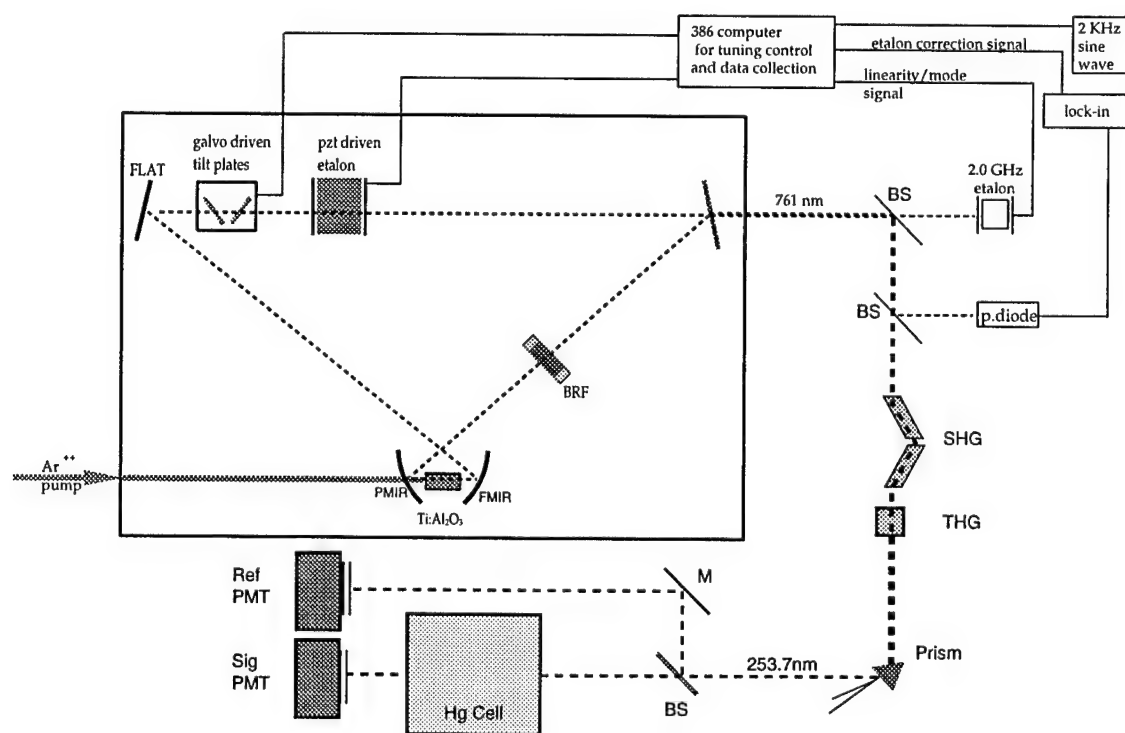 386 computer
for tuning control
and data collection
etalon correction signal
2 KHz
sine
wave
linearity/mode
signal
lock-in
galvo driven
tilt plates
pzt driven
etalon
FLAT
761 nm
BS
2.0 GHz
etalon
BS
p.diode
BRF
SHG
Ar ++
pump
PMIR
FMIR
Ti:Al₂O₃
THG
Ref
PMT
M
Sig
PMT
Hg Cell
BS
253.7nm
Prism